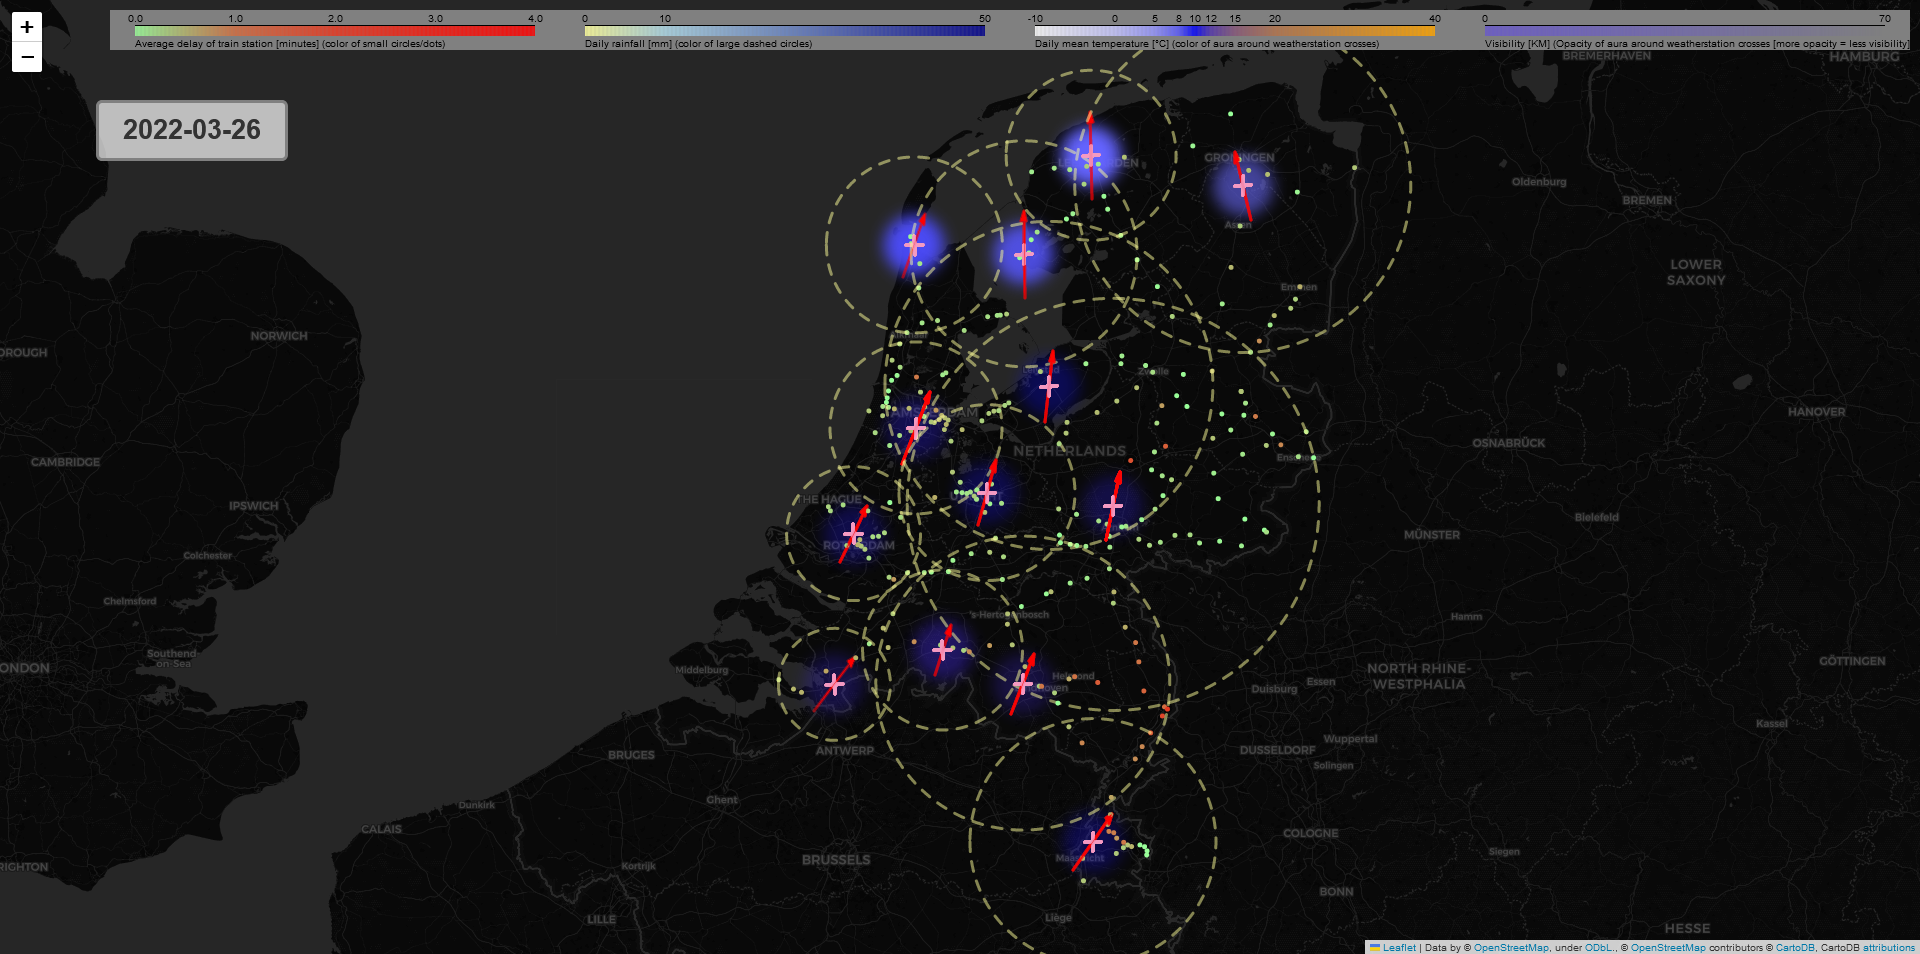 +
−
0.0 1.0 2.0 3.0 4.0
Average delay of train station [minutes] (color of small circles/dots)
0 10 50
Daily rainfall [mm] (color of large dashed circles)
-10 0 5 8 10 12 15 20 40
Daily mean temperature [°C] (color of aura around weatherstation crosses)
0 70
Visibility [KM] (Opacity of aura around weatherstation crosses [more opacity = less visibility]
2022-03-26
BREMERHAVEN
HAMBURG
GRONINGEN
Oldenburg
BREMEN
Assen
LOWER
SAXONY
Emmen
NORWICH
OROUGH
Zwolle
AMSTERDAM
HANOVER
OSNABRÜCK
NETHERLANDS
CAMBRIDGE
THE HAGUE
IPSWICH
Bielefeld
MÜNSTER
ROTTERDAM
Colchester
Chelmsford
's-Hertogenbosch
Hamm
Southend-
on-Sea
ONDON
Middelburg
Helmond
NORTH RHINE-
WESTPHALIA
GÖTTINGEN
Essen
Duisburg
Kassel
Wuppertal
DUSSELDORF
Solingen
BRUGES
ANTWERP
Ghent
Dunkirk
CALAIS
COLOGNE
Siegen
BRUSSELS
Maastricht
Kortrijk
RIGHTON
BONN
Liège
LILLE
HESSE
Leaflet | Data by © OpenStreetMap, under ODbL., © OpenStreetMap contributors © CartoDB, CartoDB attributions